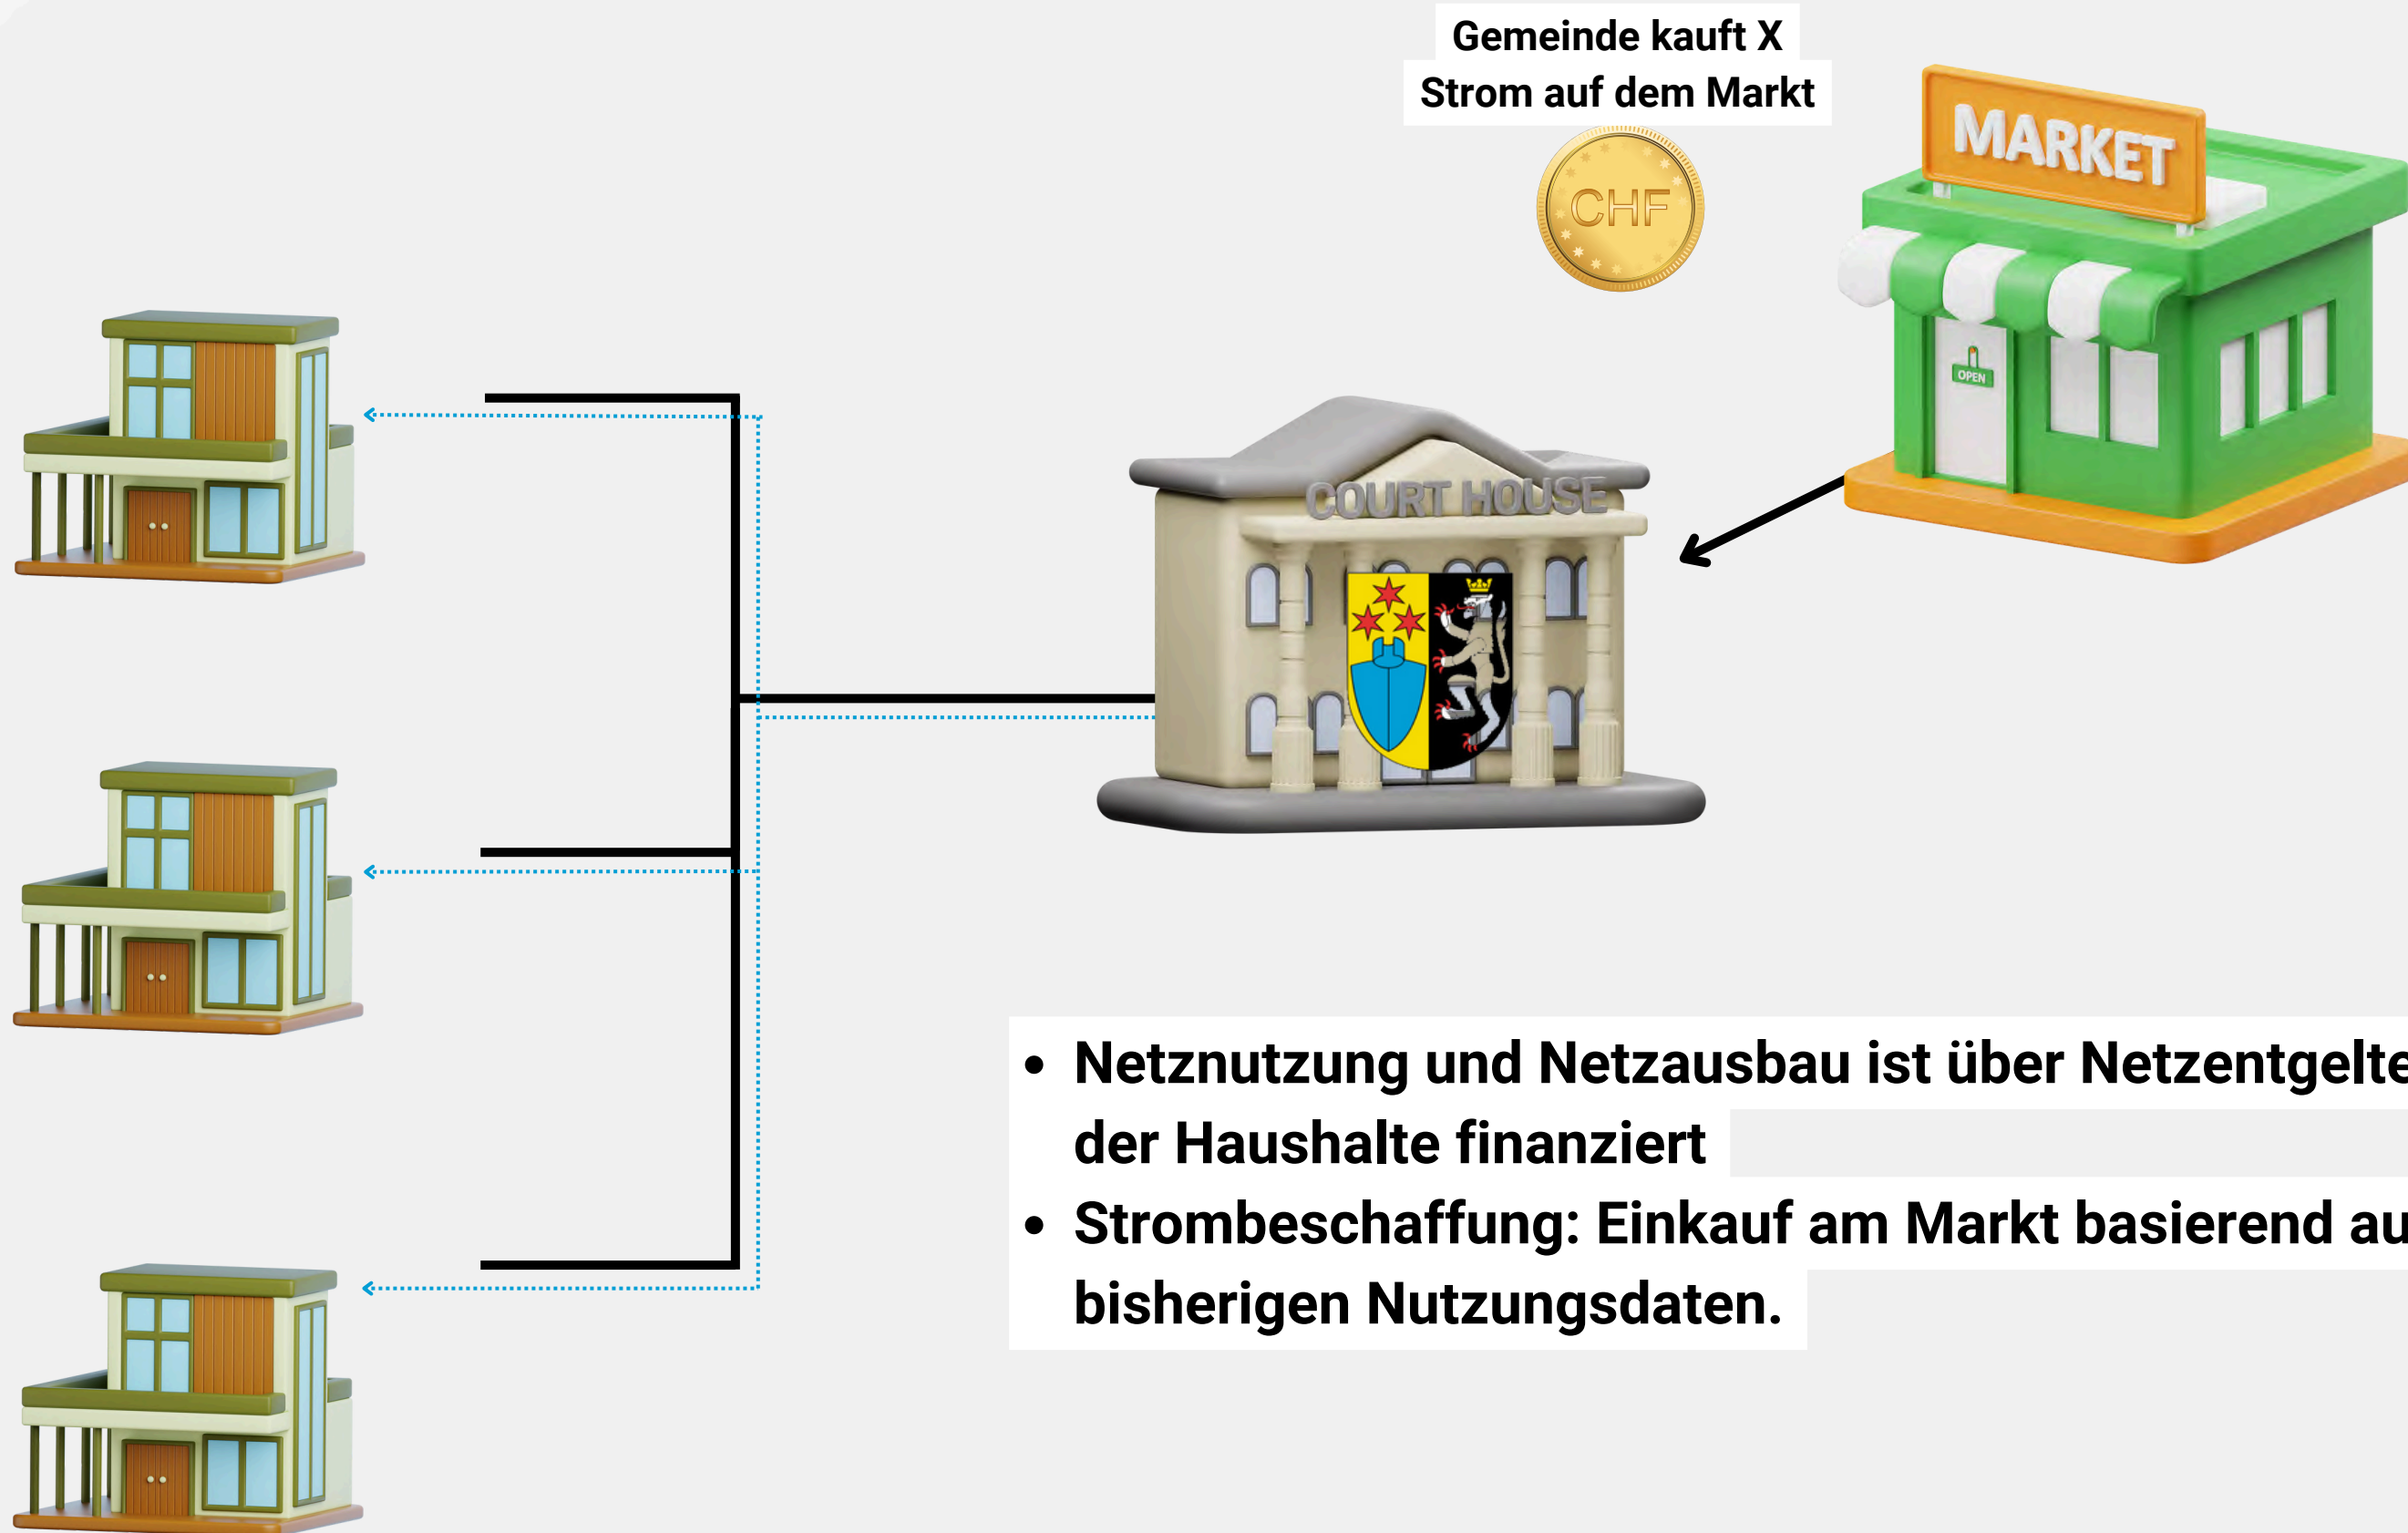 Gemeinde kauft X
Strom auf dem Markt
CHF
MARKET
OPEN
COURT HOUSE
• Netznutzung und Netzausbau ist über Netzentgelte
der Haushalte finanziert
• Strombeschaffung: Einkauf am Markt basierend au
bisherigen Nutzungsdaten.